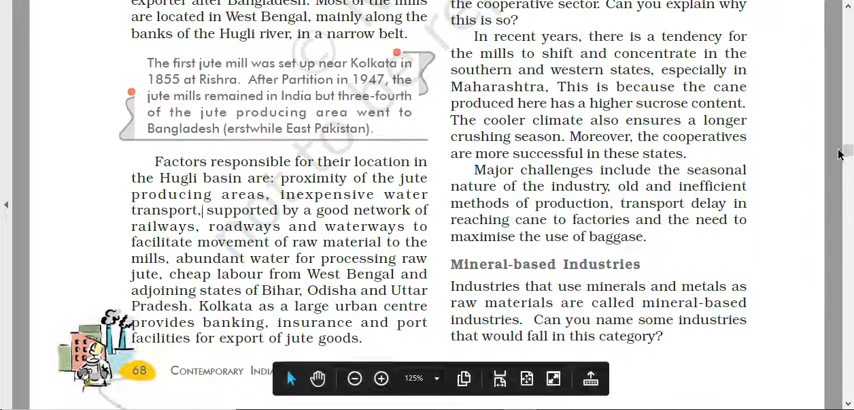 exporter after Bangladesh. Most of the mills
are located in West Bengal, mainly along the
banks of the Hugli river, in a narrow belt.
The first jute mill was set up near Kolkata in
1855 at Rishra. After Partition in 1947, the
jute mills remained in India but three-fourth
of the jute producing area went to
Bangladesh (erstwhile East Pakistan).
Factors responsible for their location in
the Hugli basin are: proximity of the jute
producing areas, inexpensive water
transport, supported by a good network of
railways, roadways and waterways to
facilitate movement of raw material to the
mills, abundant water for processing raw
jute, cheap labour from West Bengal and
adjoining states of Bihar, Odisha and Uttar
Pradesh. Kolkata as a large urban centre
provides banking, insurance and port
facilities for export of jute goods.
68 Contemporary Indi
the cooperative sector. Can you explain why
this is so?
In recent years, there is a tendency for
the mills to shift and concentrate in the
southern and western states, especially in
Maharashtra, This is because the cane
produced here has a higher sucrose content.
The cooler climate also ensures a longer
crushing season. Moreover, the cooperatives
are more successful in these states.
Major challenges include the seasonal
nature of the industry, old and inefficient
methods of production, transport delay in
reaching cane to factories and the need to
maximise the use of baggase.
Mineral-based Industries
Industries that use minerals and metals as
raw materials are called mineral-based
industries. Can you name some industries
that would fall in this category?
125%
not to be re
©